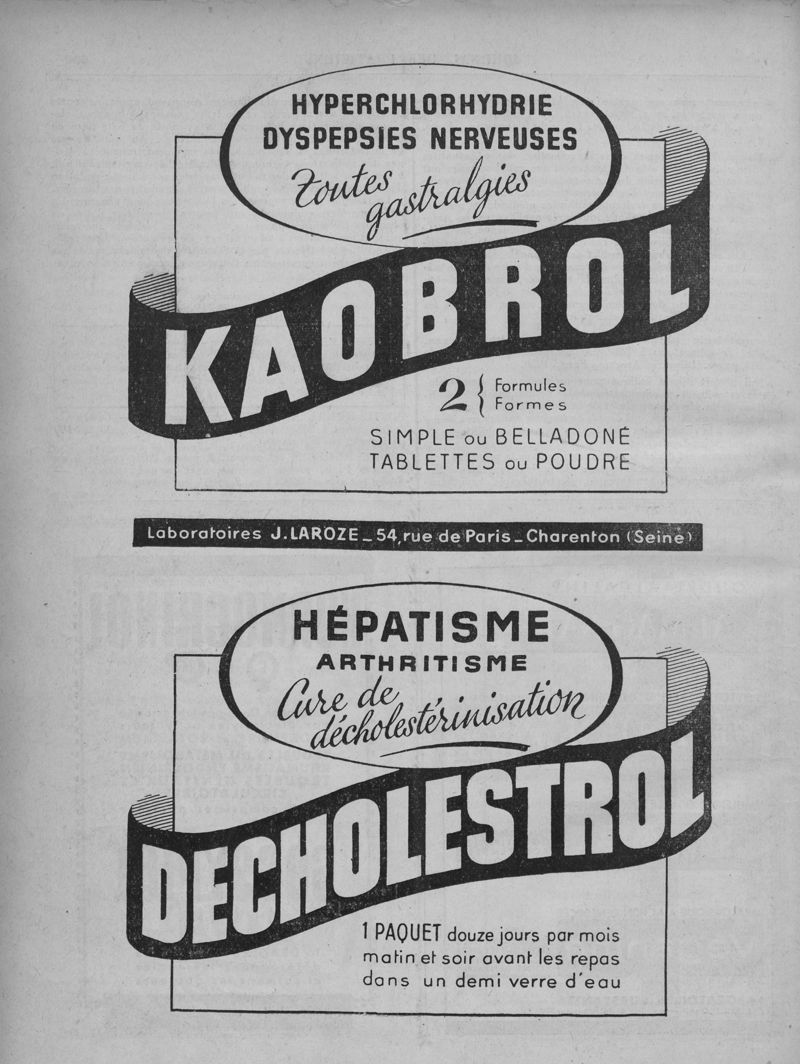 HYPERCHLORHYDRIE
DYSPEPSIES NERVEUSES
Toutes
gastralgies
KAOBROL
2 { Formules
Formes
SIMPLE ou BELLADONÉ
TABLETTES ou POUDRE
Laboratoires J. LAROZE _ 54, rue de Paris _ Charenton (Seine)
HÉPATISME
ARTHRITISME
Cure de
décholestérinisation
DECHOLESTROL
1 PAQUET douze jours par mois
matin et soir avant les repas
dans un demi verre d'eau